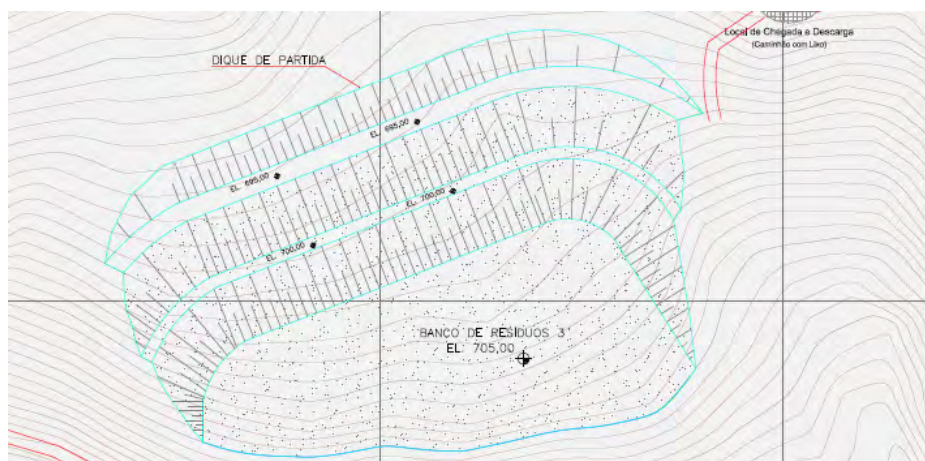 Local de Chegada e Descarga
(Caminhão com Lixo)
DIQUE DE PARTIDA
EL. 695,00
EL. 695,00
EL. 700,00
EL. 700,00
BANCO DE RESÍDUOS 3
EL: 705,00